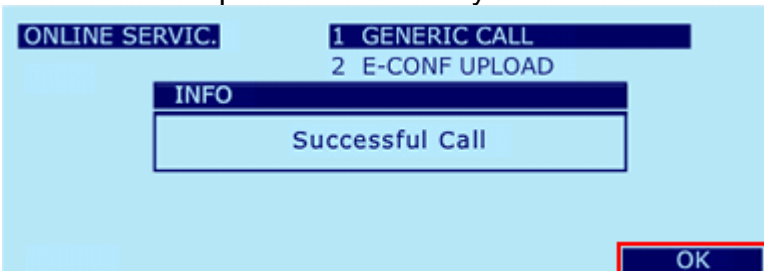 ONLINE SERVIC. 1 GENERIC CALL
2 E-CONF UPLOAD
INFO
Successful Call
OK